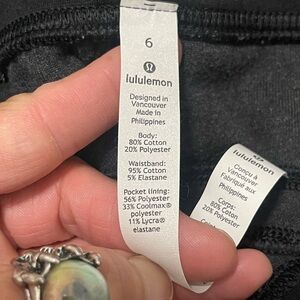 6
lululemon
Designed in
Vancouver
Made in
Philippines
Body:
80% Cotton
20% Polyester
Waistband:
95% Cotton
5% Elastane
Pocket lining:
56% Polyester
33% Coolmax®
polyester
11% Lycra®
elastane
lululemon
Conçu à
Vancouver
Fabriqué aux
Philippines
Corps:
80% Coton
20% Polyester